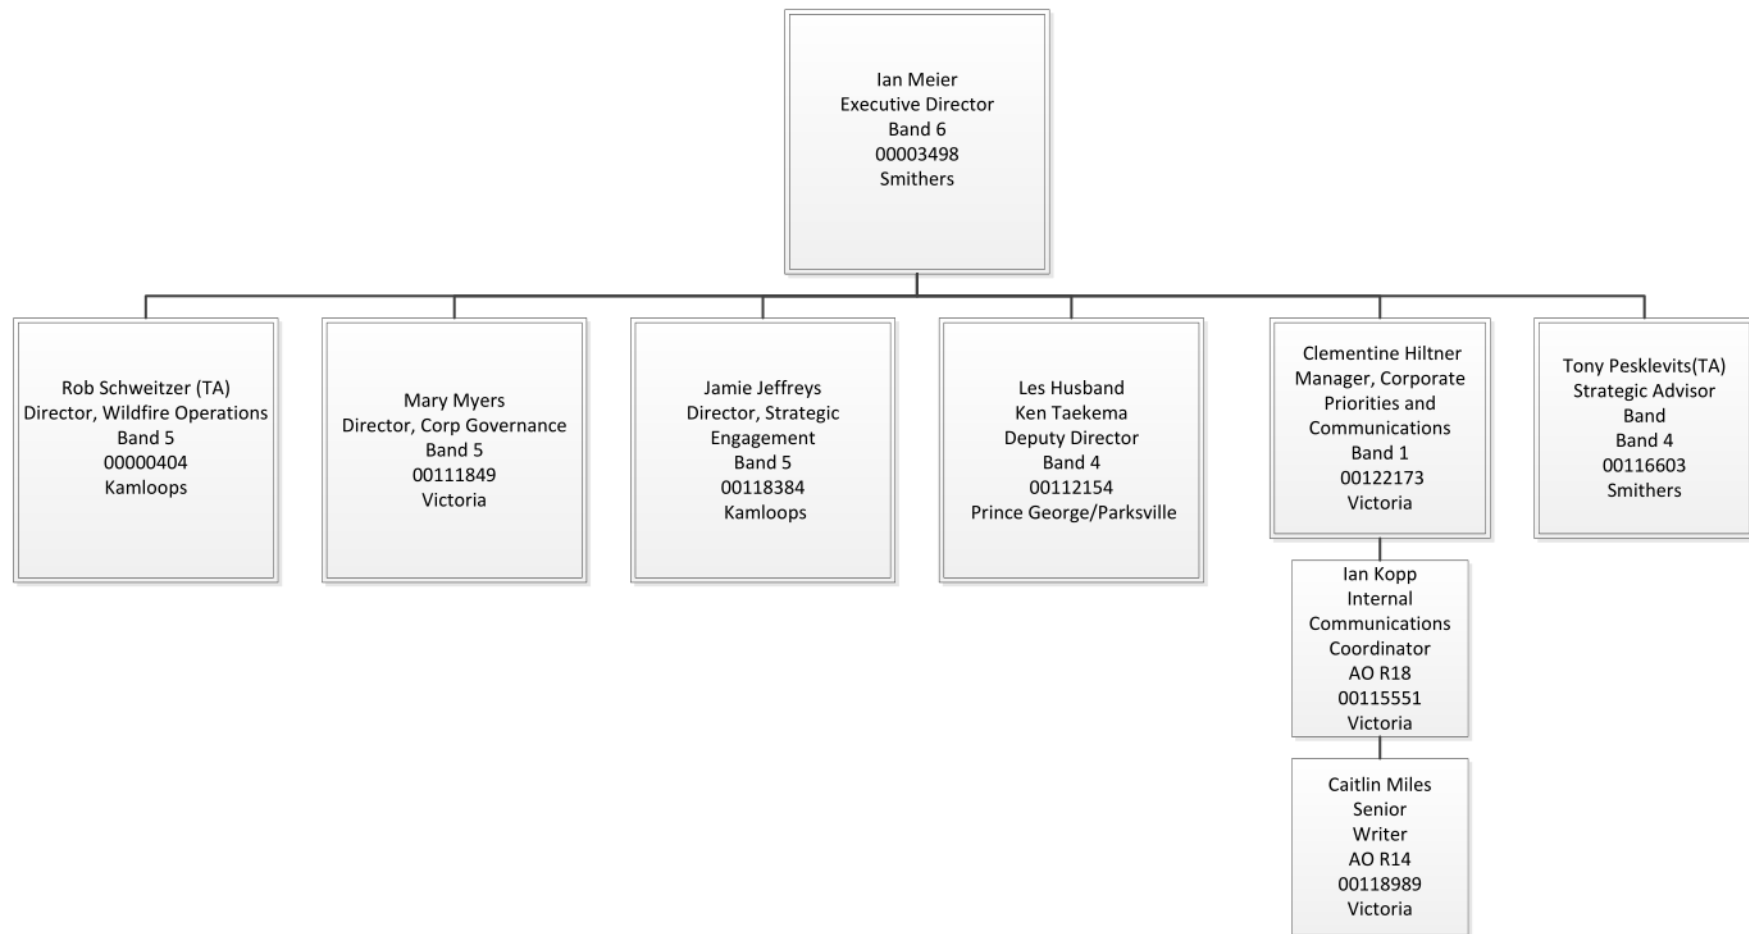 Ian Meier
Executive Director
Band 6
00003498
Smithers
Rob Schweitzer (TA)
Director, Wildfire Operations
Band 5
00000404
Kamloops
Mary Myers
Director, Corp Governance
Band 5
00111849
Victoria
Jamie Jeffreys
Director, Strategic
Engagement
Band 5
00118384
Kamloops
Les Husband
Ken Taekema
Deputy Director
Band 4
00112154
Prince George/Parksville
Clementine Hiltner
Manager, Corporate
Priorities and
Communications
Band 1
00122173
Victoria
Tony Pesklevits(TA)
Strategic Advisor
Band
Band 4
00116603
Smithers
Ian Kopp
Internal
Communications
Coordinator
AO R18
00115551
Victoria
Caitlin Miles
Senior
Writer
AO R14
00118989
Victoria